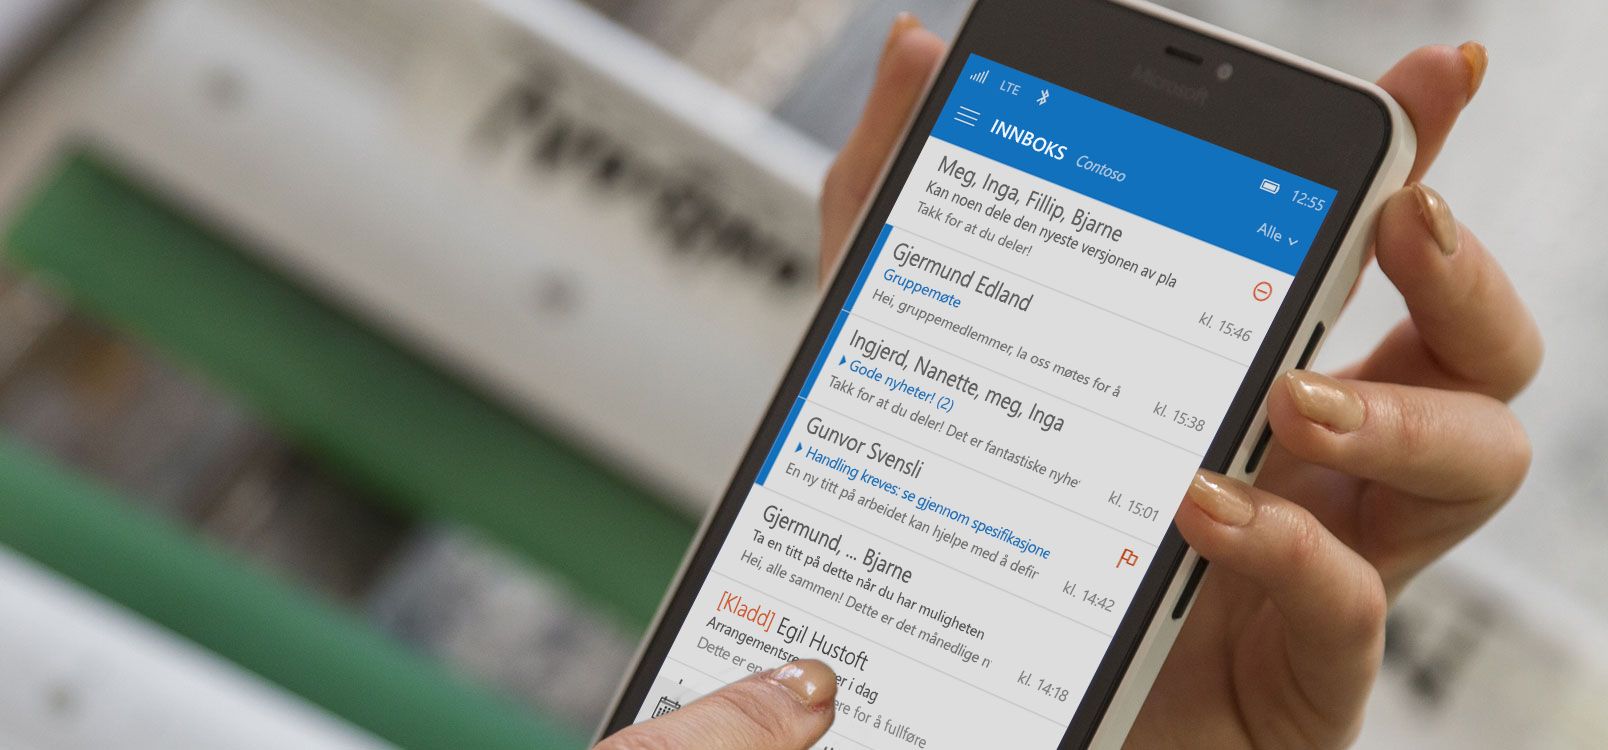 Microsoft
LTE
12:55
INNBOKS Contoso
Alle
Meg, Inga, Fillip, Bjarne
Kan noen dele den nyeste versjonen av pla
Takk for at du deler!
kl. 15:46
Gjermund Edland
Gruppemøte
Hei, gruppemedlemmer, la oss møtes for å
kl. 15:38
Ingjerd, Nanette, meg, Inga
Gode nyheter! (2)
Takk for at du deler! Det er fantastiske nyhe
kl. 15:01
Gunvor Svensli
Handling kreves: se gjennom spesifikasjone
En ny titt på arbeidet kan hjelpe med å defir
kl. 14:42
Gjermund, ... Bjarne
Ta en titt på dette når du har muligheten
Hei, alle sammen! Dette er det månedlige n
kl. 14:18
[Kladd] Egil Hustoft
i dag
Dette er en for å fullføre